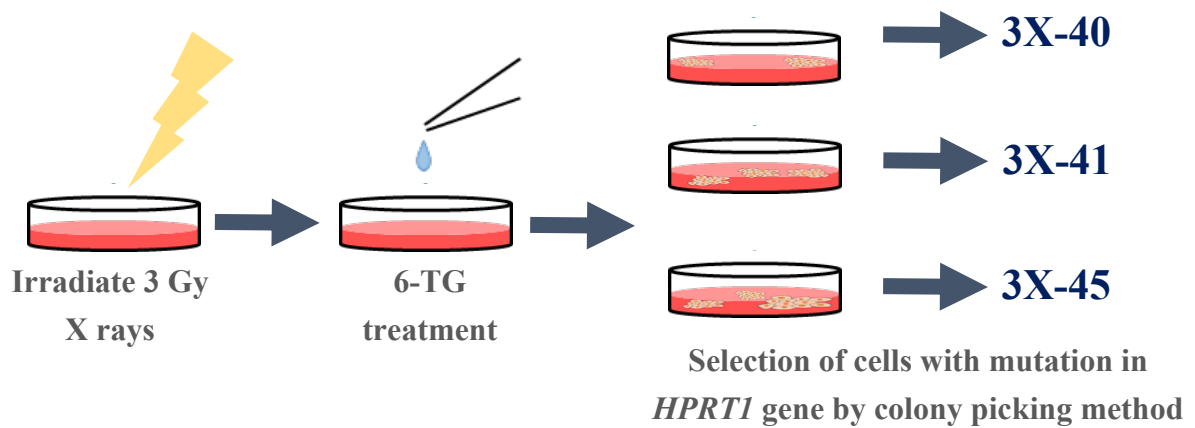 3X-40
3X-41
3X-45
Irradiate 3 Gy
X rays
6-TG
treatment
Selection of cells with mutation in
HPRT1 gene by colony picking method